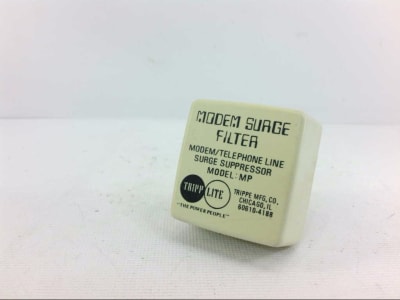 MODEM SURGE
FILTER
MODEM/TELEPHONE LINE
SURGE SUPPRESSOR
MODEL: MP
TRIPP LITE
"THE POWER PEOPLE"
TRIPPE MFG. CO.
CHICAGO, IL
60610-4188